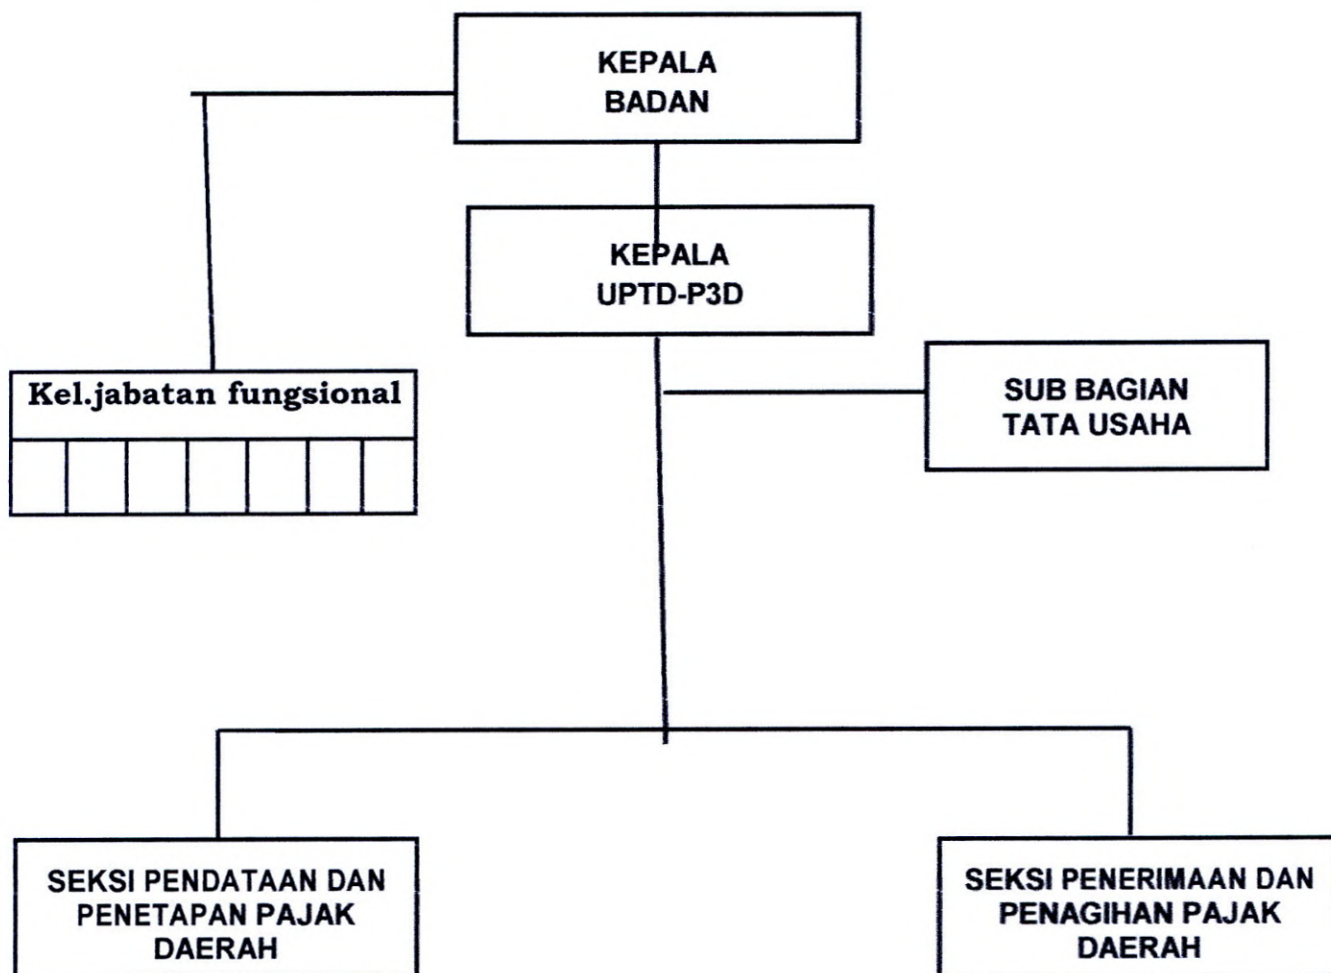 KEPALA
BADAN
KEPALA
UPTD-P3D
Kel.jabatan fungsional
SUB BAGIAN
TATA USAHA
SEKSI PENDATAAN DAN
PENETAPAN PAJAK
DAERAH
SEKSI PENERIMAAN DAN
PENAGIHAN PAJAK
DAERAH